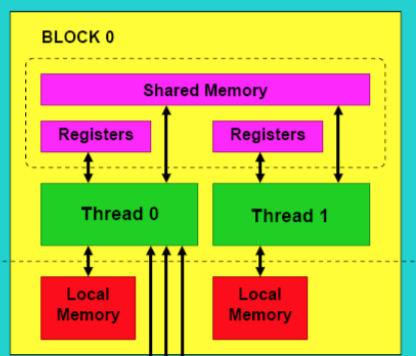 BLOCK 0
Shared Memory
Registers
Registers
Thread 0
Thread 1
Local
Memory
Local
Memory